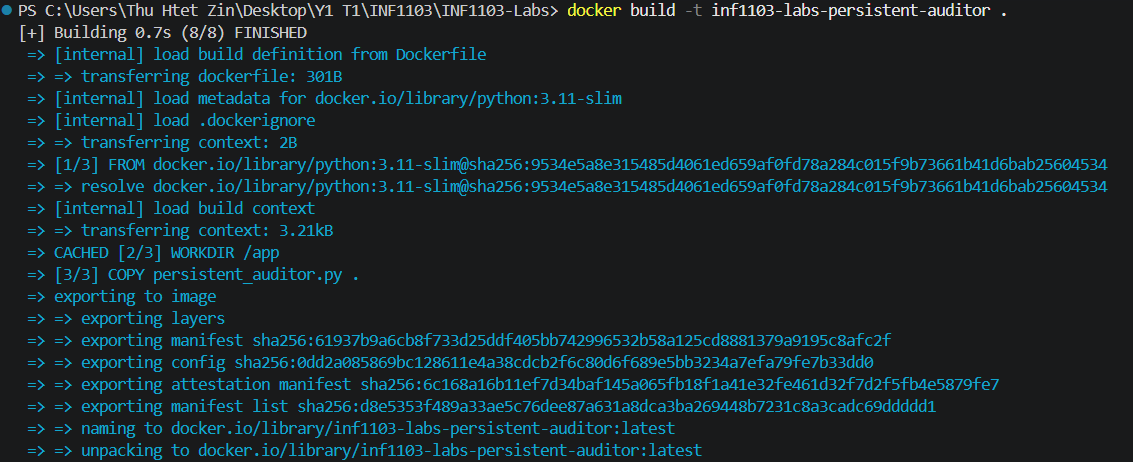 PS C:\Users\Thu Htet Zin\Desktop\Y1 T1\INF1103\INF1103-Labs> docker build -t inf1103-labs-persistent-auditor .
[+] Building 0.7s (8/8) FINISHED
=> [internal] load build definition from Dockerfile
=> => transferring dockerfile: 301B
=> [internal] load metadata for docker.io/library/python:3.11-slim
=> [internal] load .dockerignore
=> => transferring context: 2B
=> [1/3] FROM docker.io/library/python:3.11-slim@sha256:9534e5a8e315485d4061ed659af0fd78a284c015f9b73661b41d6bab25604534
=> => resolve docker.io/library/python:3.11-slim@sha256:9534e5a8e315485d4061ed659af0fd78a284c015f9b73661b41d6bab25604534
=> [internal] load build context
=> => transferring context: 3.21kB
=> CACHED [2/3] WORKDIR /app
=> [3/3] COPY persistent_auditor.py .
=> exporting to image
=> => exporting layers
=> => exporting manifest sha256:61937b9a6cb8f733d25ddf405bb742996532b58a125cd8881379a9195c8afc2f
=> => exporting config sha256:0dd2a085869bc128611e4a38cdcb2f6c80d6f689e5bb3234a7efa79fe7b33dd0
=> => exporting attestation manifest sha256:6c168a16b11ef7d34baf145a065fb18f1a41e32fe461d32f7d2f5fb4e5879fe7
=> => exporting manifest list sha256:d8e5353f489a33ae5c76dee87a631a8dca3ba269448b7231c8a3cadc69ddddd1
=> => naming to docker.io/library/inf1103-labs-persistent-auditor:latest
=> => unpacking to docker.io/library/inf1103-labs-persistent-auditor:latest